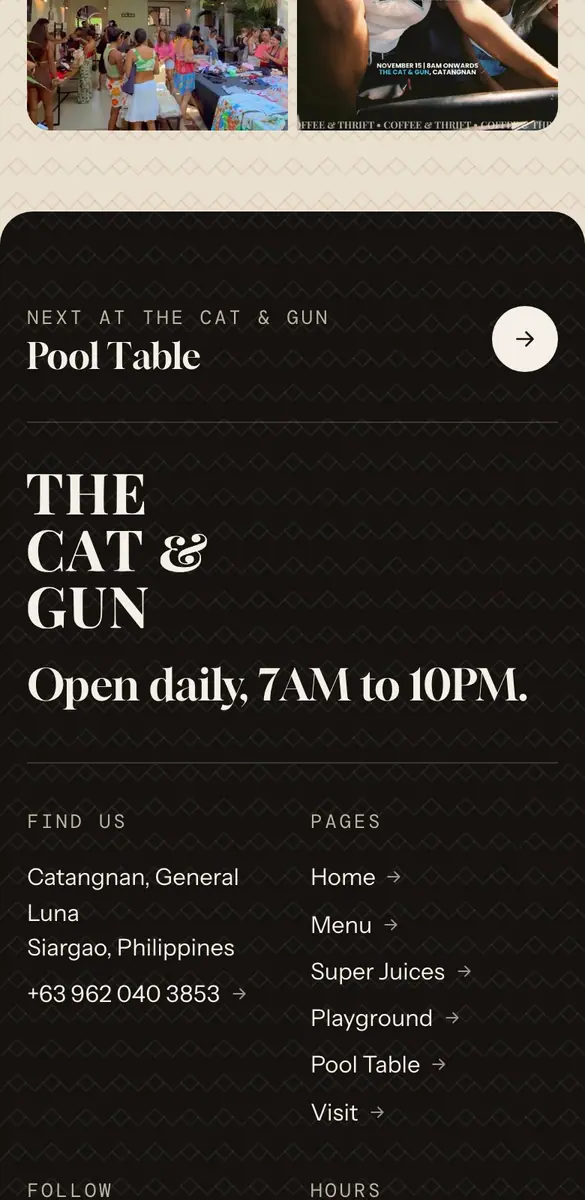 NOVEMBER 15 | 8AM ONWARDS
THE CAT & GUN, CATANGNAN
OFFEE & THRIFT • COFFEE & THRIFT • COFFEE & THR
NEXT AT THE CAT & GUN
Pool Table
THE
CAT &
GUN
Open daily, 7AM to 10PM.
FIND US
Catangnan, General
Luna
Siargao, Philippines
+63 962 040 3853 →
PAGES
Home →
Menu →
Super Juices →
Playground →
Pool Table →
Visit →
FOLLOW
HOURS